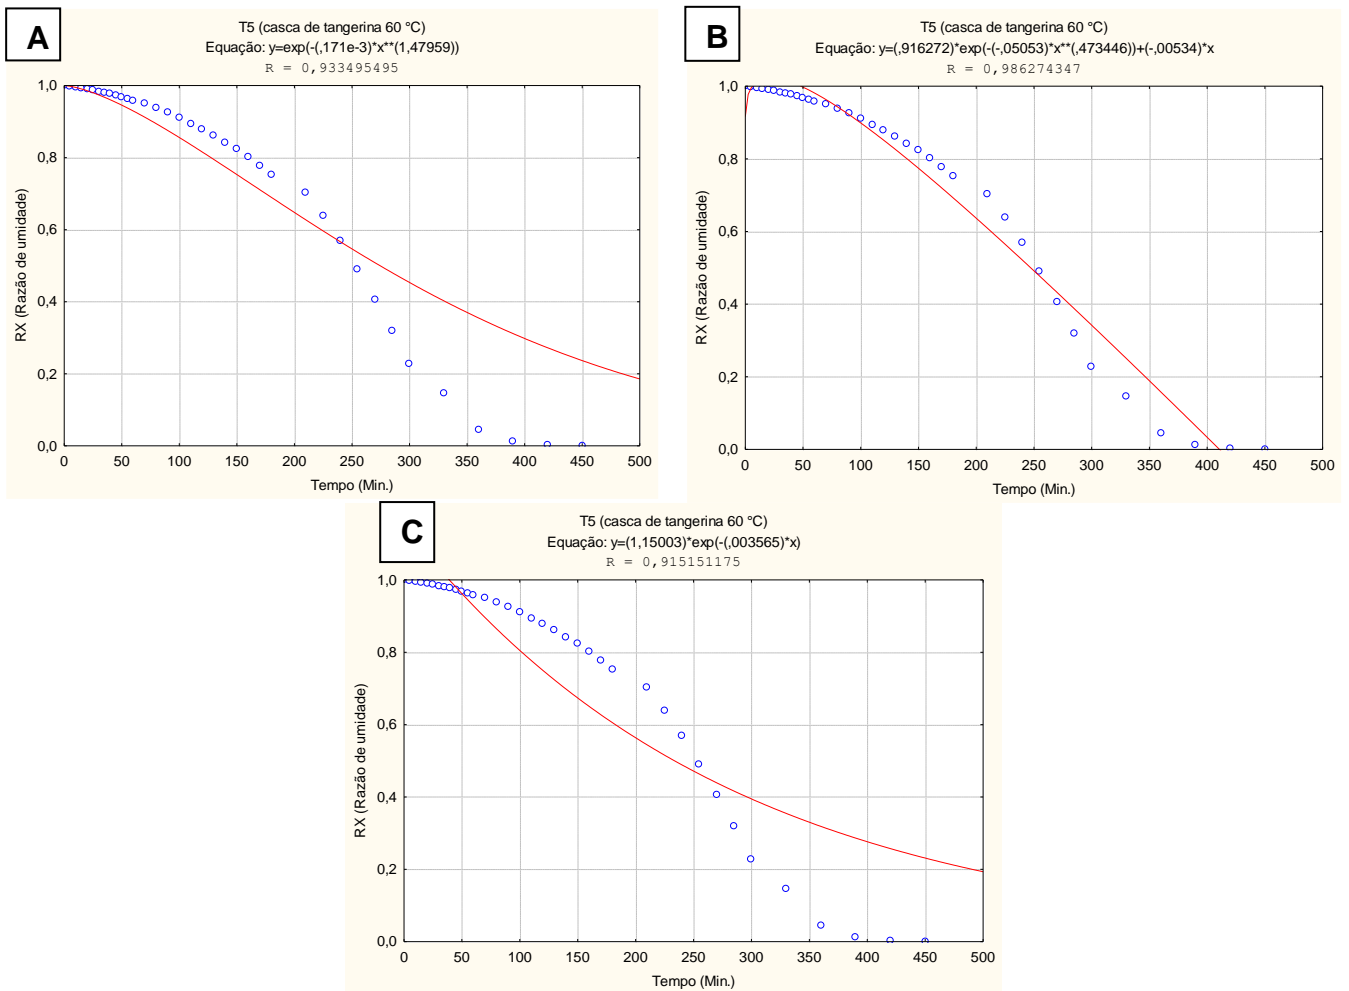 A
T5 (casca de tangerina 60 °C)
Equação: y=exp(-(,171e-3)*x**(1,47959))
R = 0,933495495
1,0
0,8
0,6
0,4
0,2
0,0
RX (Razão de umidade)
0 50 100 150 200 250 300 350 400 450 500
Tempo (Min.)
B
T5 (casca de tangerina 60 °C)
Equação: y=(,916272)*exp(-(-,05053)*x**(,473446))+(-,00534)*x
R = 0,986274347
1,0
0,8
0,6
0,4
0,2
0,0
RX (Razão de umidade)
0 50 100 150 200 250 300 350 400 450 500
Tempo (Min.)
C
T5 (casca de tangerina 60 °C)
Equação: y=(1,15003)*exp(-(,003565)*x)
R = 0,915151175
1,0
0,8
0,6
0,4
0,2
0,0
RX (Razão de umidade)
0 50 100 150 200 250 300 350 400 450 500
Tempo (Min.)